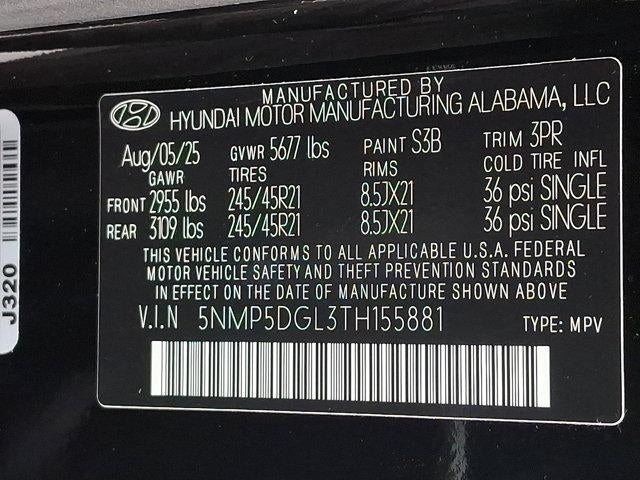 MANUFACTURED BY
HYUNDAI MOTOR MANUFACTURING ALABAMA, LLC
Aug/05/25 GVWR 5677 lbs PAINT S3B TRIM 3PR
GAWR TIRES RIMS COLD TIRE INFL
FRONT 2955 lbs 245/45R21 8.5JX21 36 psi SINGLE
REAR 3109 lbs 245/45R21 8.5JX21 36 psi SINGLE
THIS VEHICLE CONFORMS TO ALL APPLICABLE U.S.A. FEDERAL
MOTOR VEHICLE SAFETY AND THEFT PREVENTION STANDARDS
IN EFFECT ON THE DATE OF MANUFACTURE SHOWN ABOVE
V.I.N 5NMP5DGL3TH155881 TYPE: MPV
J320